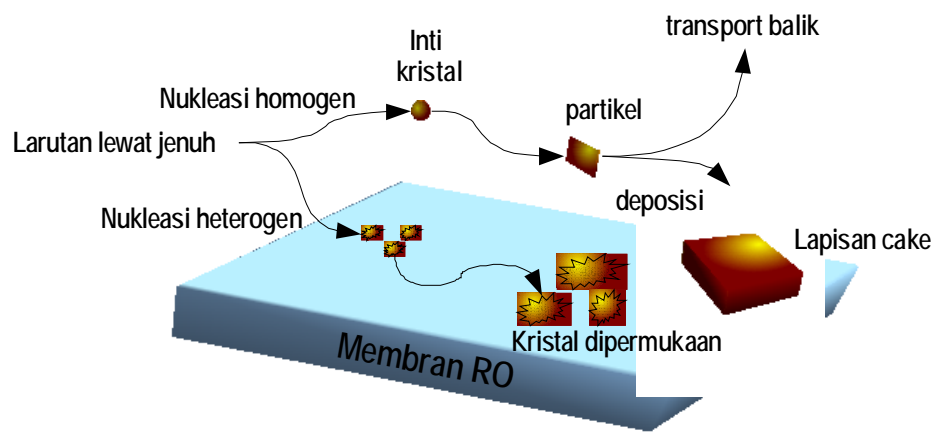 transport balik
Inti
kristal
Nukleasi homogen
partikel
Larutan lewat jenuh
deposisi
Nukleasi heterogen
Lapisan cake
Kristal dipermukaan
Membran RO